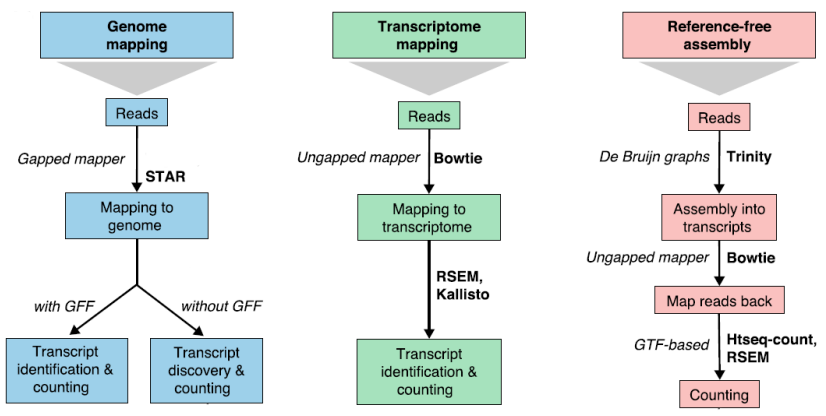 Genome
mapping
Reads
Gapped mapper
STAR
Mapping to
genome
with GFF
without GFF
Transcript
identification &
counting
Transcript
discovery &
counting
Transcriptome
mapping
Reads
Ungapped mapper
Bowtie
Mapping to
transcriptome
RSEM,
Kallisto
Transcript
identification &
counting
Reference-free
assembly
Reads
De Bruijn graphs
Trinity
Assembly into
transcripts
Ungapped mapper
Bowtie
Map reads back
GTF-based
Htseq-count,
RSEM
Counting